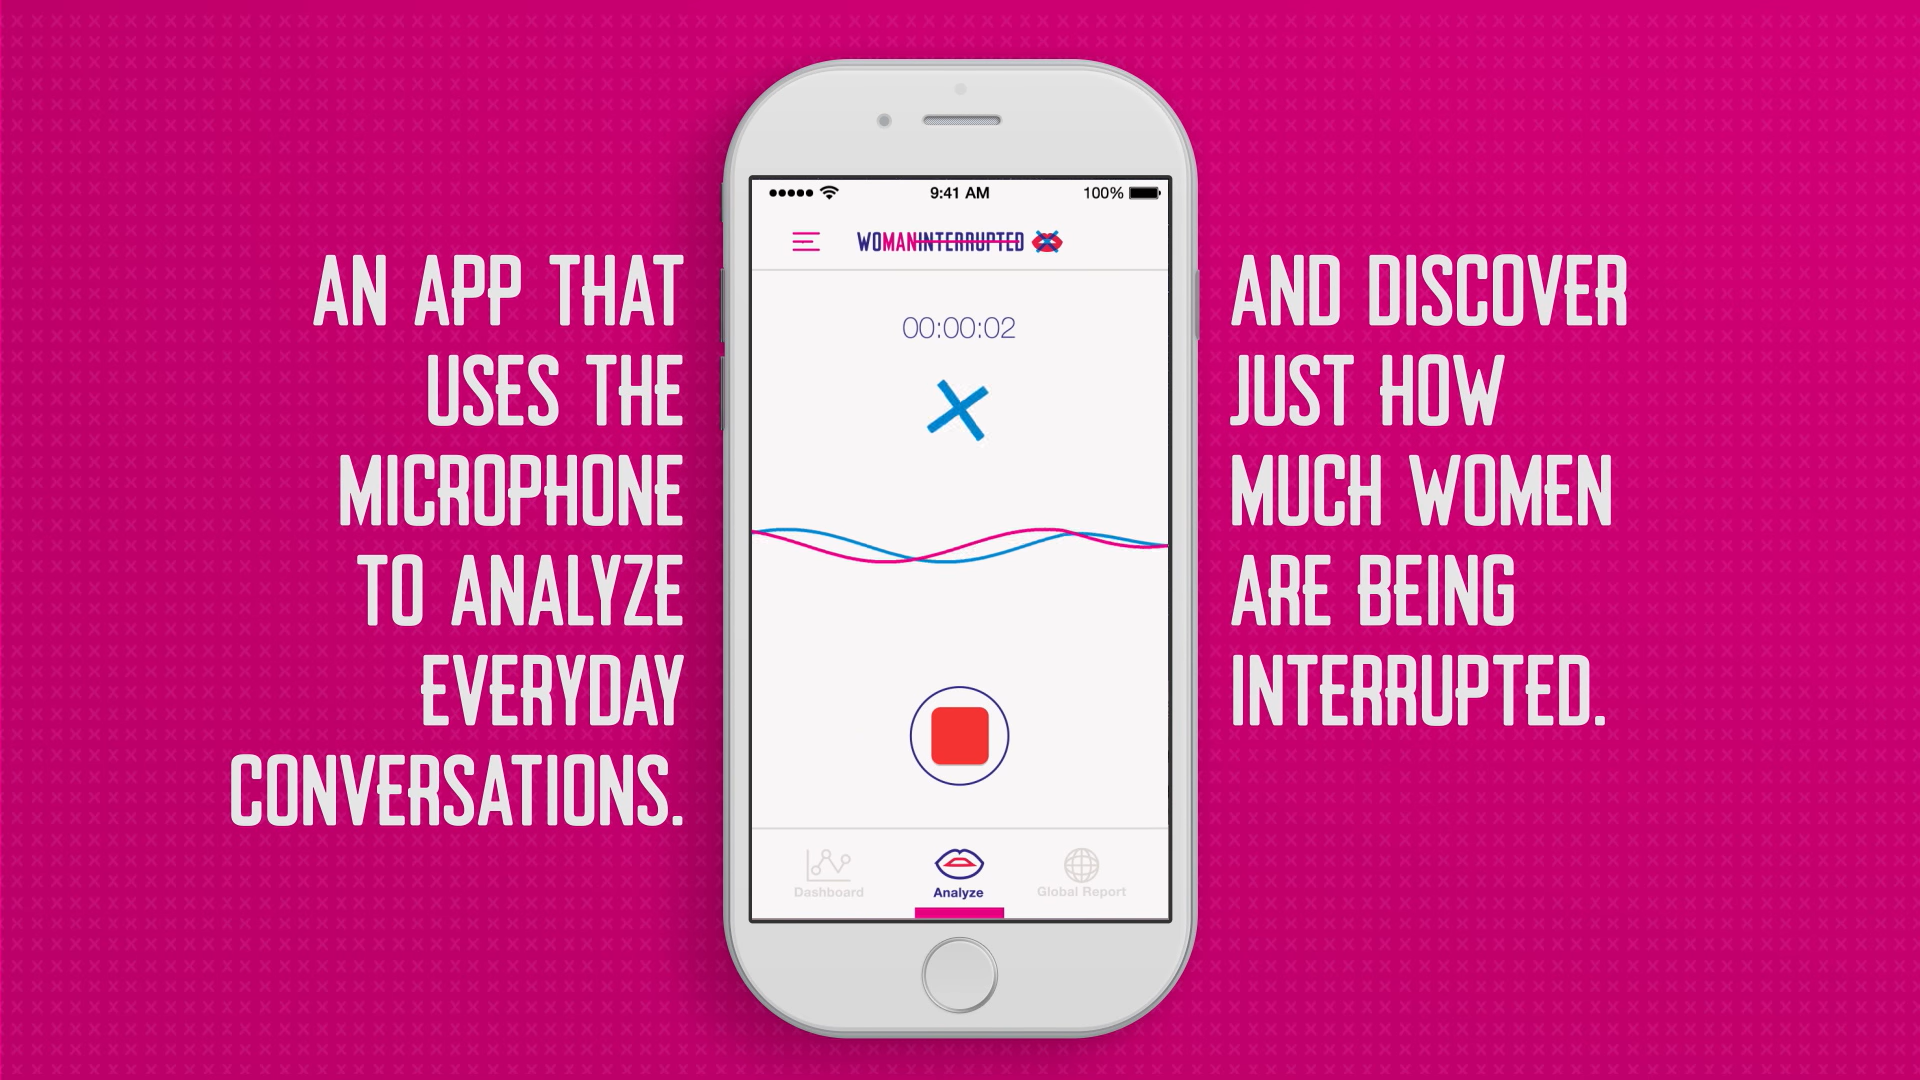 AN APP THAT
USES THE
MICROPHONE
TO ANALYZE
EVERYDAY
CONVERSATIONS.
9:41 AM
100%
WOMANINTERRUPTED
00:00:02
Dashboard
Analyze
Global Report
AND DISCOVER
JUST HOW
MUCH WOMEN
ARE BEING
INTERRUPTED.